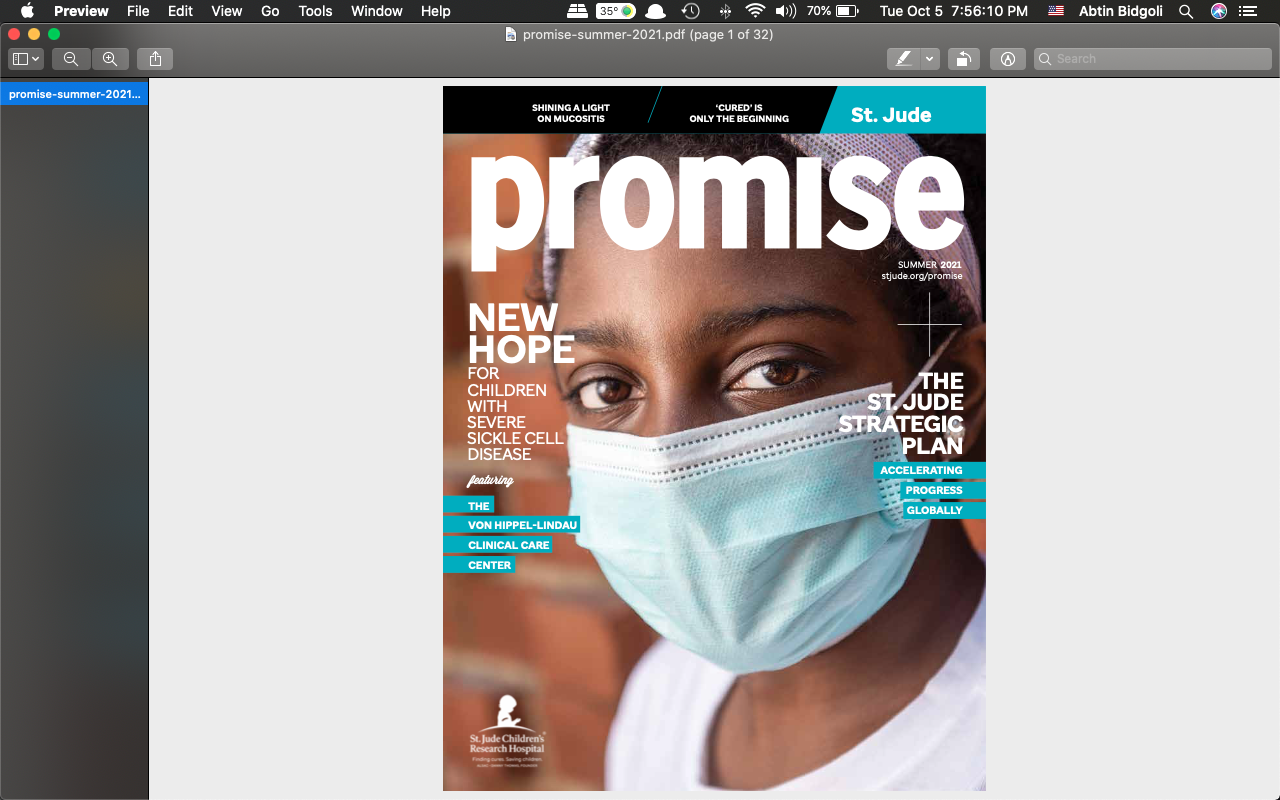 Preview File Edit View Go Tools Window Help 35° 70% Tue Oct 5 7:56:10 PM Abtin Bidgoli
promise-summer-2021.pdf (page 1 of 32)
Search
promise-summer-2021...
SHINING A LIGHT
ON MUCOSITIS
‘CURED’ IS
ONLY THE BEGINNING
St. Jude
promise
SUMMER 2021
stjude.org/promise
NEW
HOPE
FOR
CHILDREN
WITH
SEVERE
SICKLE CELL
DISEASE
featuring
THE
VON HIPPEL-LINDAU
CLINICAL CARE
CENTER
THE
ST. JUDE
STRATEGIC
PLAN
ACCELERATING
PROGRESS
GLOBALLY
St. Jude Children's
Research Hospital
Finding cures. Saving children.